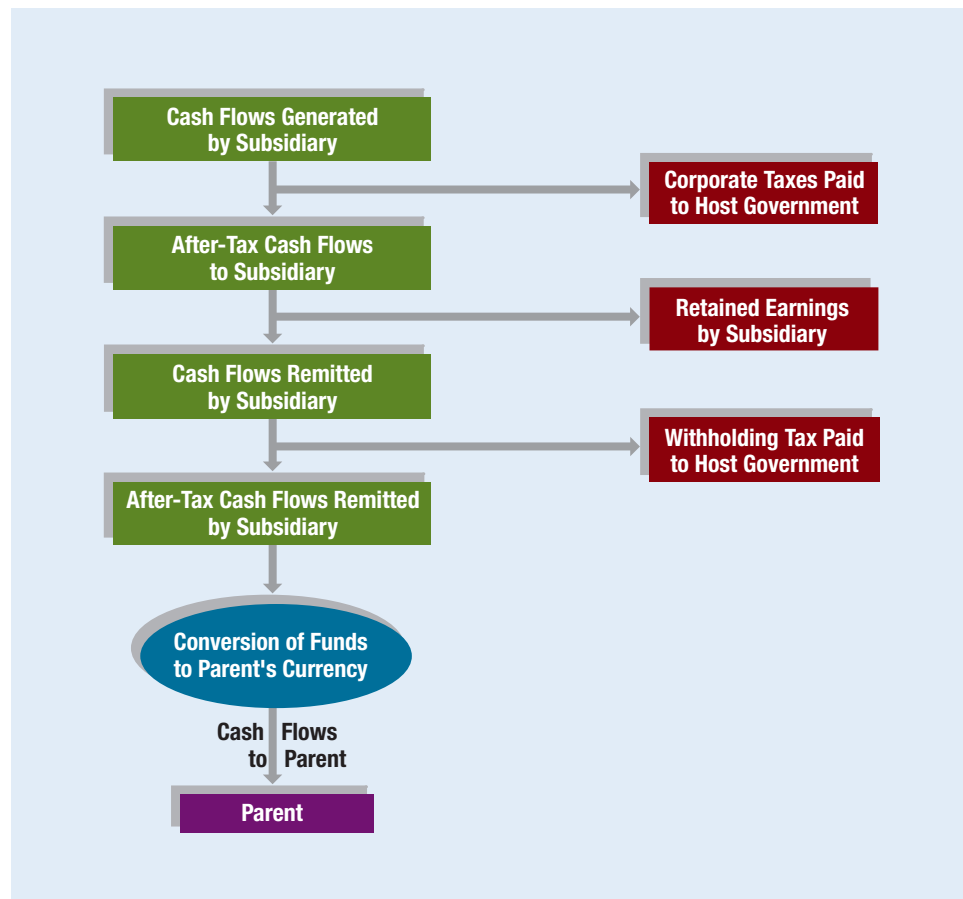 Cash Flows Generated
by Subsidiary
Corporate Taxes Paid
to Host Government
After-Tax Cash Flows
to Subsidiary
Retained Earnings
by Subsidiary
Cash Flows Remitted
by Subsidiary
Withholding Tax Paid
to Host Government
After-Tax Cash Flows Remitted
by Subsidiary
Conversion of Funds
to Parent's Currency
Cash Flows
to Parent
Parent